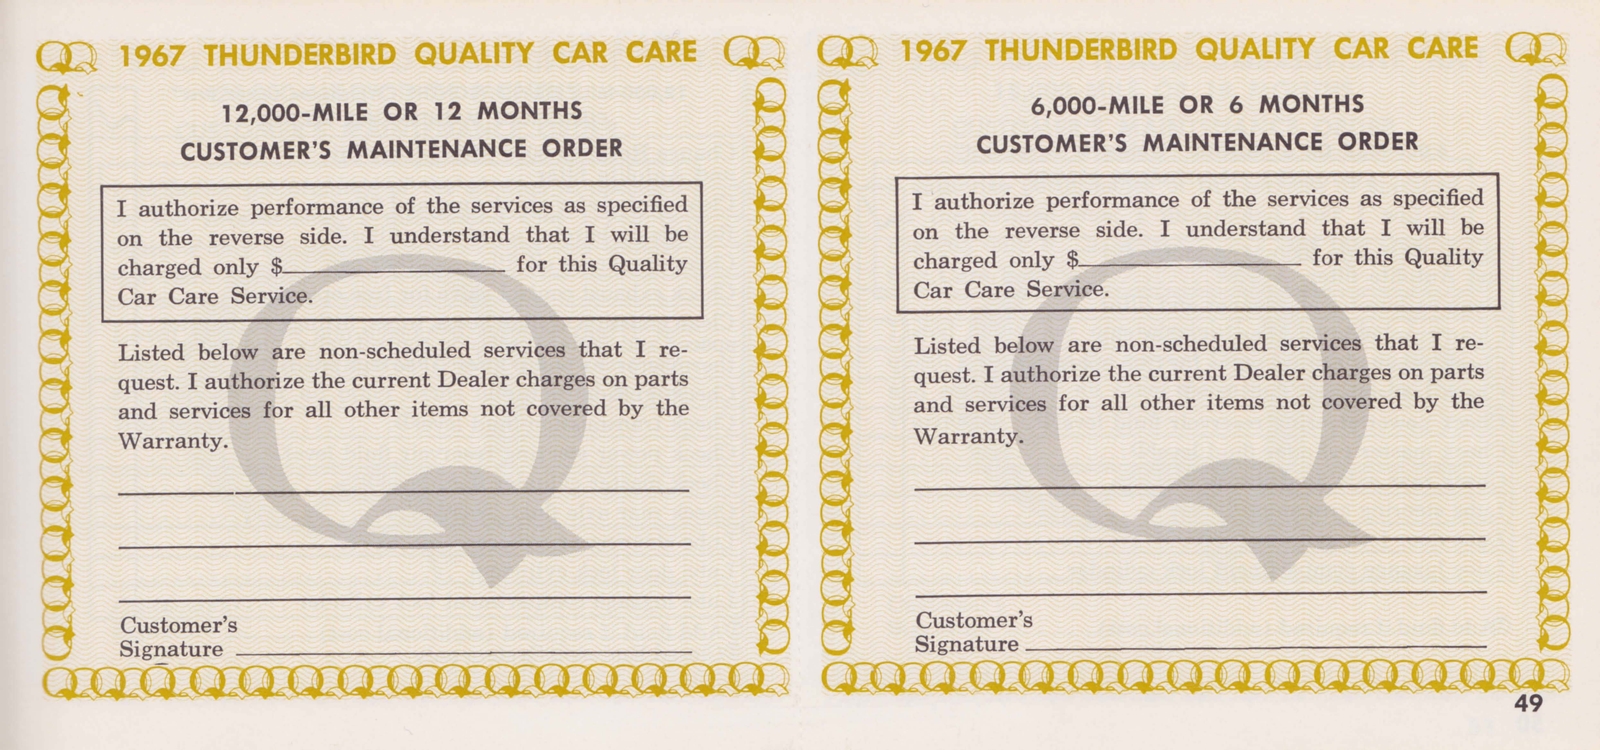 1967 THUNDERBIRD QUALITY CAR CARE
12,000-MILE OR 12 MONTHS
CUSTOMER'S MAINTENANCE ORDER
I authorize performance of the services as specified
on the reverse side. I understand that I will be
charged only $ for this Quality
Car Care Service.
Listed below are non-scheduled services that I re-
quest. I authorize the current Dealer charges on parts
and services for all other items not covered by the
Warranty.
Customer's
Signature
1967 THUNDERBIRD QUALITY CAR CARE
6,000-MILE OR 6 MONTHS
CUSTOMER'S MAINTENANCE ORDER
I authorize performance of the services as specified
on the reverse side. I understand that I will be
charged only $ for this Quality
Car Care Service.
Listed below are non-scheduled services that I re-
quest. I authorize the current Dealer charges on parts
and services for all other items not covered by the
Warranty.
Customer's
Signature
49